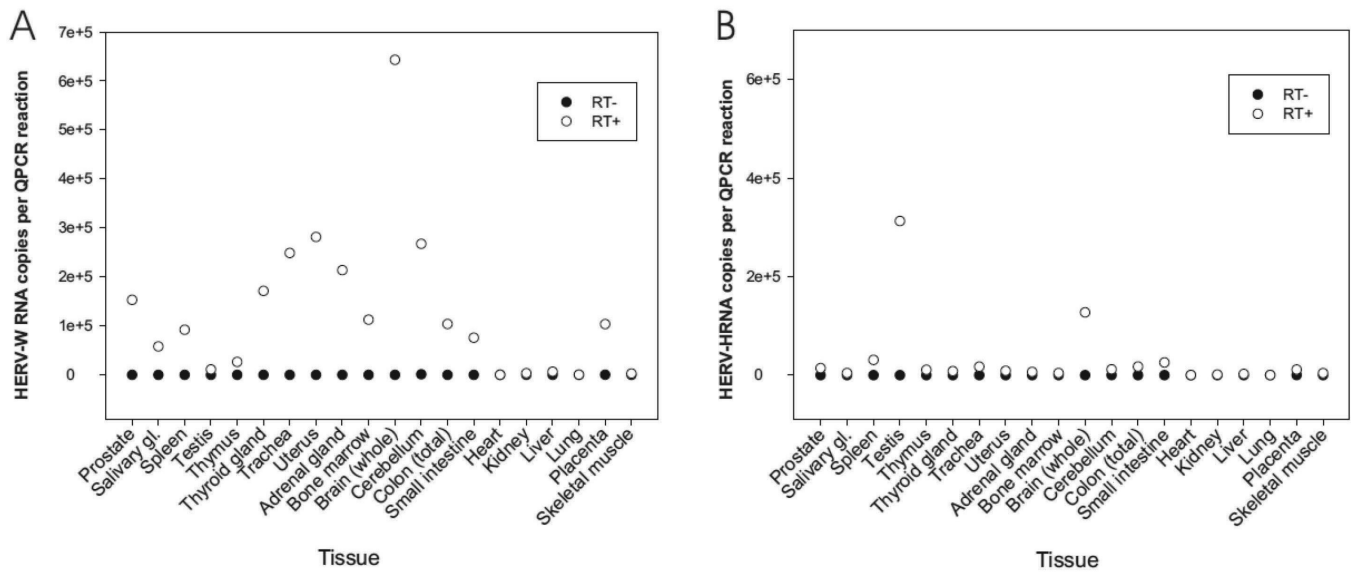 A
HERV-W RNA copies per QPCR reaction
7e+5
6e+5
5e+5
4e+5
3e+5
2e+5
1e+5
0
RT-
RT+
Prostate
Salivary gl.
Spleen
Testis
Thymus
Thyroid gland
Trachea
Uterus
Adrenal gland
Bone marrow
Brain (whole)
Cerebellum
Colon (total)
Small intestine
Heart
Kidney
Liver
Lung
Placenta
Skeletal muscle
Tissue
B
HERV-HRNA copies per QPCR reaction
6e+5
4e+5
2e+5
0
RT-
RT+
Prostate
Salivary gl.
Spleen
Testis
Thymus
Thyroid gland
Trachea
Uterus
Adrenal gland
Bone marrow
Brain (whole)
Cerebellum
Colon (total)
Small intestine
Heart
Kidney
Liver
Lung
Placenta
Skeletal muscle
Tissue